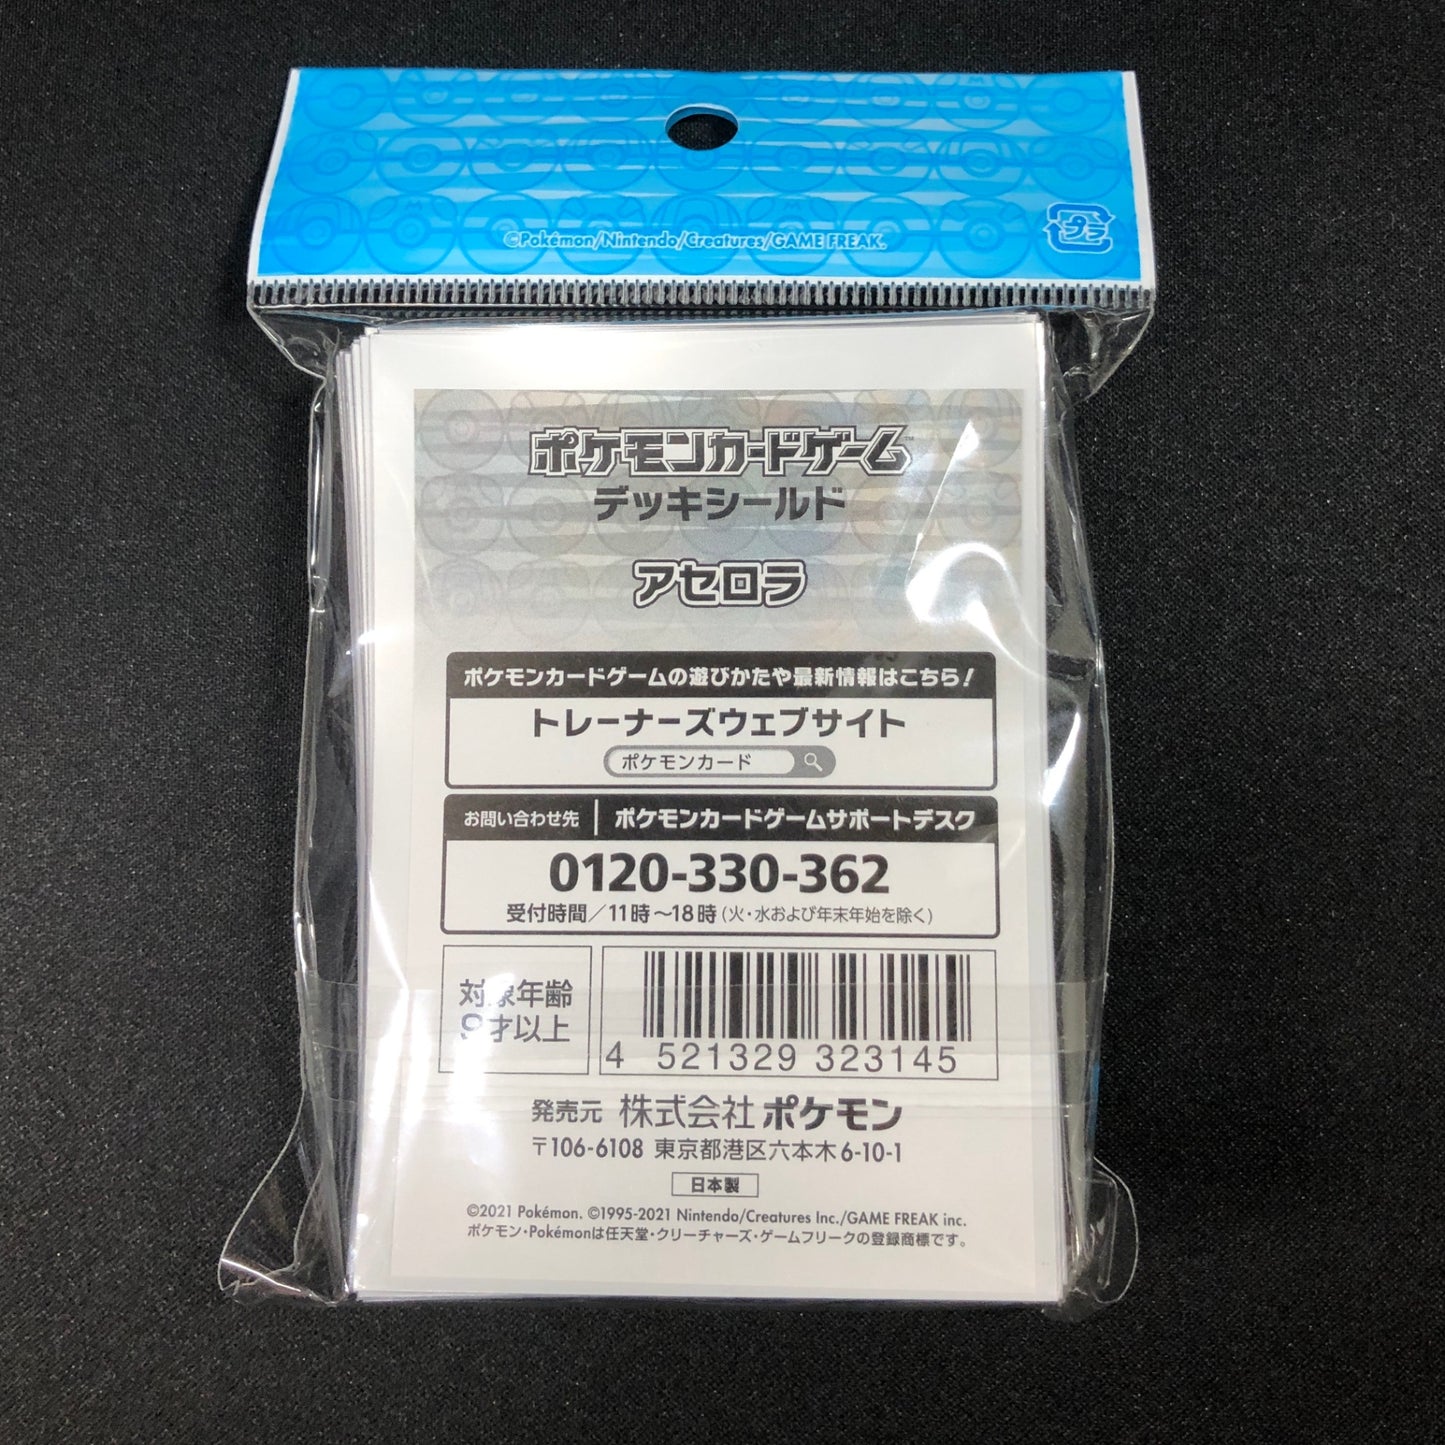 ©Pokémon/Nintendo/Creatures/GAME FREAK.
プラ
ポケモンカードゲーム™
デッキシールド
アセロラ
ポケモンカードゲームの遊びかたや最新情報はこちら!
トレーナーズウェブサイト
ポケモンカード
お問い合わせ先 | ポケモンカードゲームサポートデスク
0120-330-362
受付時間/11時~18時(火・水および年末年始を除く)
対象年齢
9才以上
4 521329 323145
発売元 株式会社ポケモン
〒106-6108 東京都港区六本木6-10-1
日本製
©2021 Pokémon. ©1995-2021 Nintendo/Creatures Inc./GAME FREAK inc.
ポケモン・Pokémonは任天堂・クリーチャーズ・ゲームフリークの登録商標です。